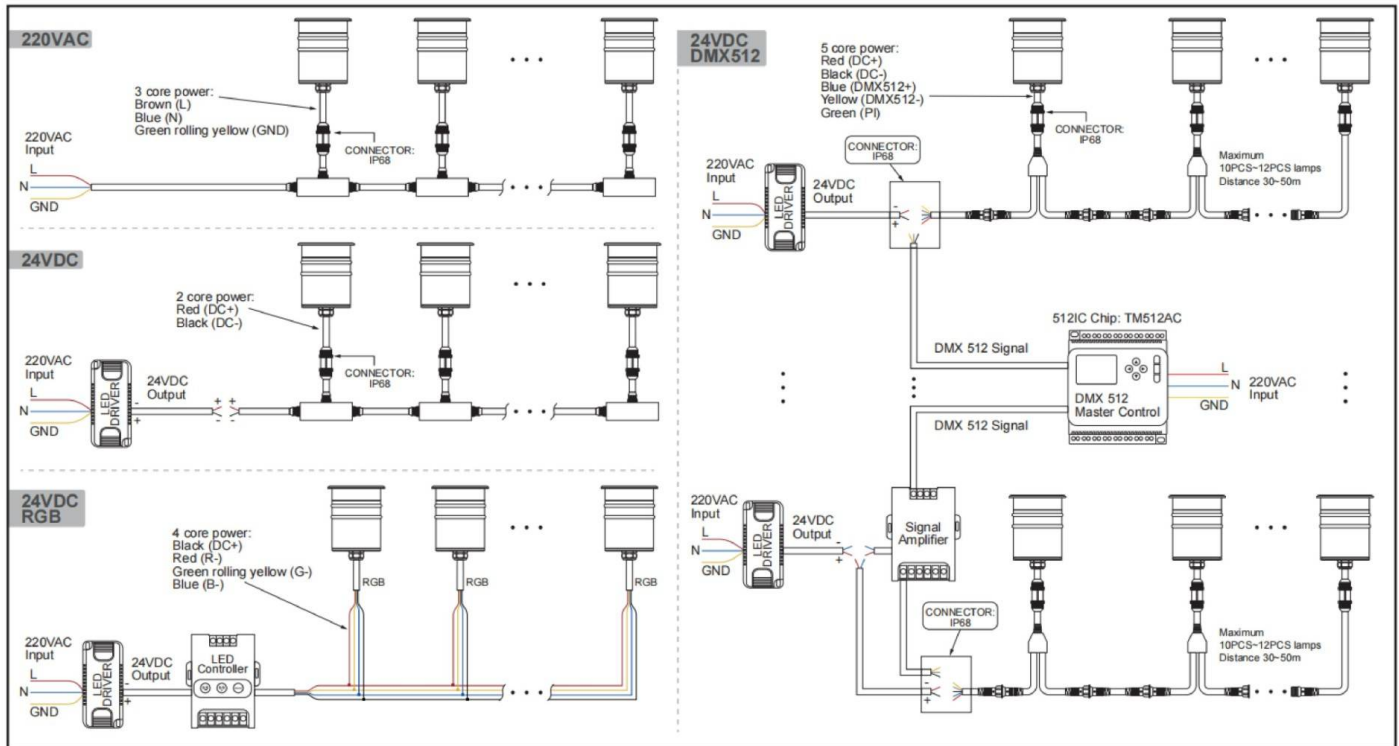 220VAC
3 core power:
Brown (L)
Blue (N)
Green rolling yellow (GND)
CONNECTOR:
IP68
220VAC
Input
L
N
GND
24VDC
2 core power:
Red (DC+)
Black (DC-)
CONNECTOR:
IP68
220VAC
Input
L
N
GND
LED
DRIVER
24VDC
Output
-
+
+ +
- -
24VDC
RGB
4 core power:
Black (DC+)
Red (R-)
Green rolling yellow (G-)
Blue (B-)
RGB
RGB
RGB
220VAC
Input
L
N
GND
LED
DRIVER
24VDC
Output
-
+
LED
Controller
24VDC
DMX512
5 core power:
Red (DC+)
Black (DC-)
Blue (DMX512+)
Yellow (DMX512-)
Green (PI)
CONNECTOR:
IP68
CONNECTOR:
IP68
Maximum
10PCS~12PCS lamps
Distance 30~50m
220VAC
Input
L
N
GND
LED
DRIVER
24VDC
Output
-
+
512IC Chip: TM512AC
DMX 512 Signal
DMX 512
Master Control
L
N
GND
220VAC
Input
DMX 512 Signal
220VAC
Input
L
N
GND
LED
DRIVER
24VDC
Output
-
+
Signal
Amplifier
CONNECTOR:
IP68
-
+
Maximum
10PCS~12PCS lamps
Distance 30~50m